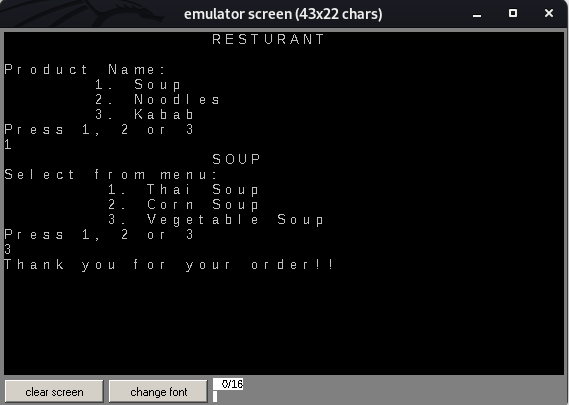 emulator screen (43x22 chars)
RESTURANT
Product Name:
1. Soup
2. Noodles
3. Kabab
Press 1, 2 or 3
1
SOUP
Select from menu:
1. Thai Soup
2. Corn Soup
3. Vegetable Soup
Press 1, 2 or 3
3
Thank you for your order!!
clear screen
change font
0/16